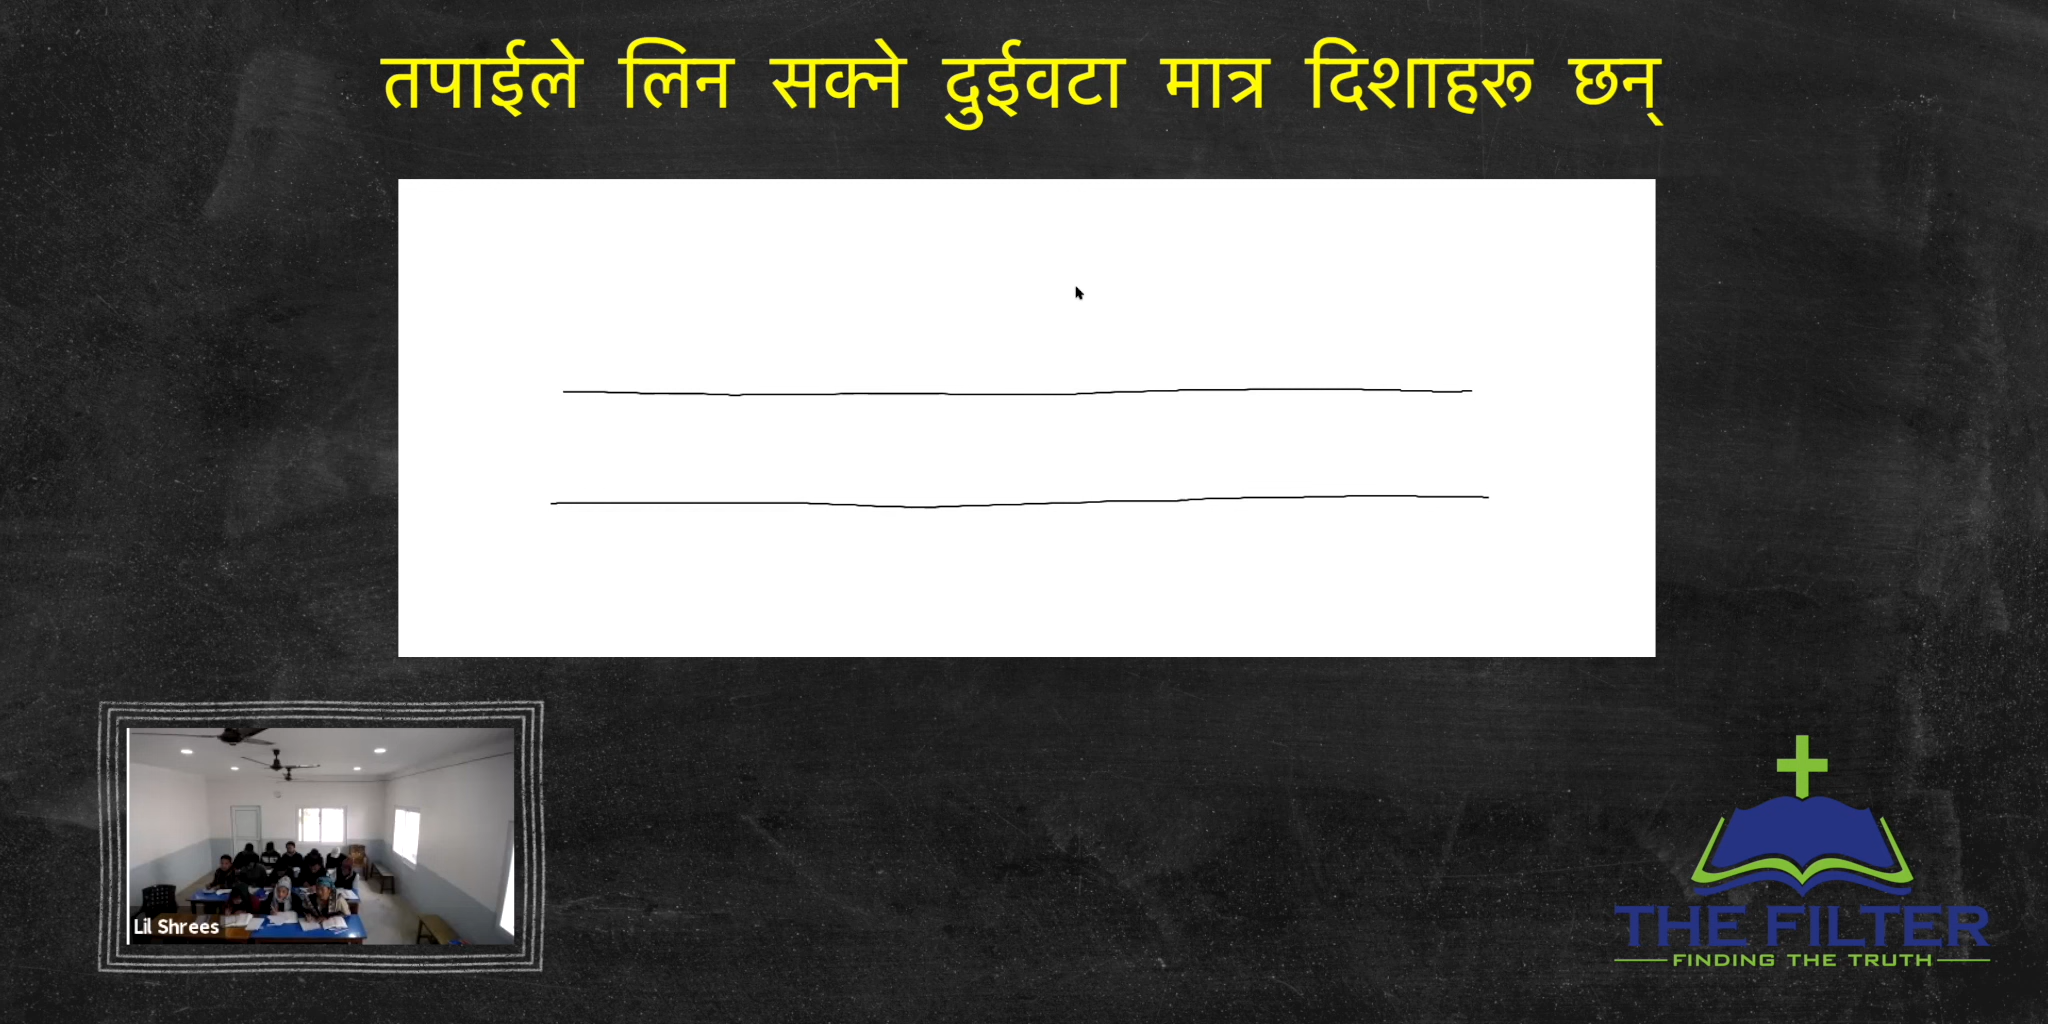 तपाईले लिन सक्ने दुईवटा मात्र दिशाहरू छन्
Lil Shrees
THE FILTER
FINDING THE TRUTH